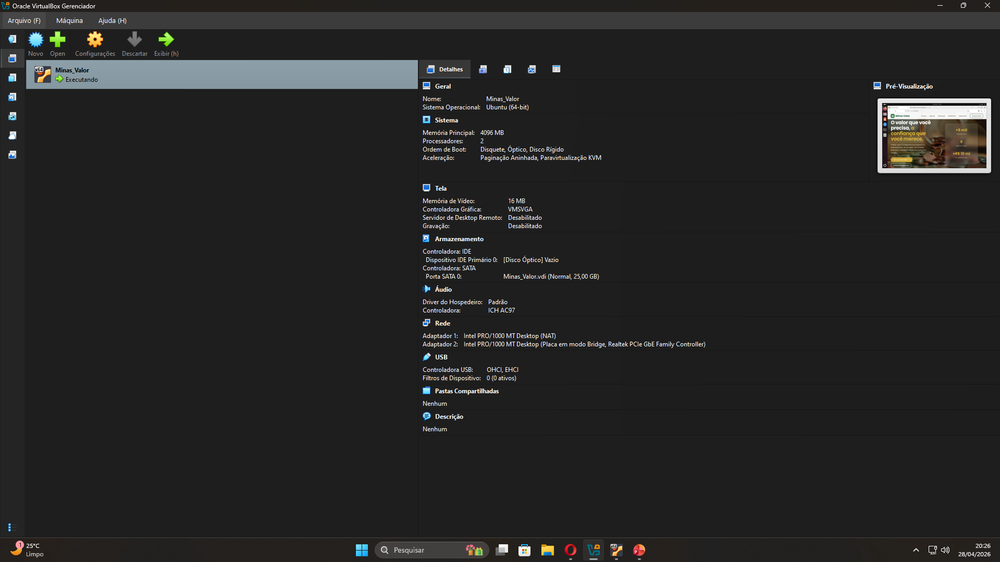 Oracle VirtualBox Gerenciador
Arquivo (F) Máquina Ajuda (H)
Novo Open Configurações Descartar Exibir (h)
x64 Minas_Valor
Executando
Detalhes
Geral
Nome: Minas_Valor
Sistema Operacional: Ubuntu (64-bit)
Sistema
Memória Principal: 4096 MB
Processadores: 2
Ordem de Boot: Disquete, Óptico, Disco Rígido
Aceleração: Paginação Aninhada, Paravirtualização KVM
Pré-Visualização
Minas Valor
O valor que você
precisa, a
confiança que
você merece.
+5 mil
6
+R$ 10 mi
Tela
Memória de Vídeo: 16 MB
Controladora Gráfica: VMSVGA
Servidor de Desktop Remoto: Desabilitado
Gravação: Desabilitado
Armazenamento
Controladora: IDE
Dispositivo IDE Primário 0: [Disco Óptico] Vazio
Controladora: SATA
Porta SATA 0: Minas_Valor.vdi (Normal, 25,00 GB)
Áudio
Driver do Hospedeiro: Padrão
Controladora: ICH AC97
Rede
Adaptador 1: Intel PRO/1000 MT Desktop (NAT)
Adaptador 2: Intel PRO/1000 MT Desktop (Placa em modo Bridge, Realtek PCIe GbE Family Controller)
USB
Controladora USB: OHCI, EHCI
Filtros de Dispositivo: 0 (0 ativos)
Pastas Compartilhadas
Nenhum
Descrição
Nenhum
1
25°C
Limpo
Pesquisar
x64
P
20:26
28/04/2026